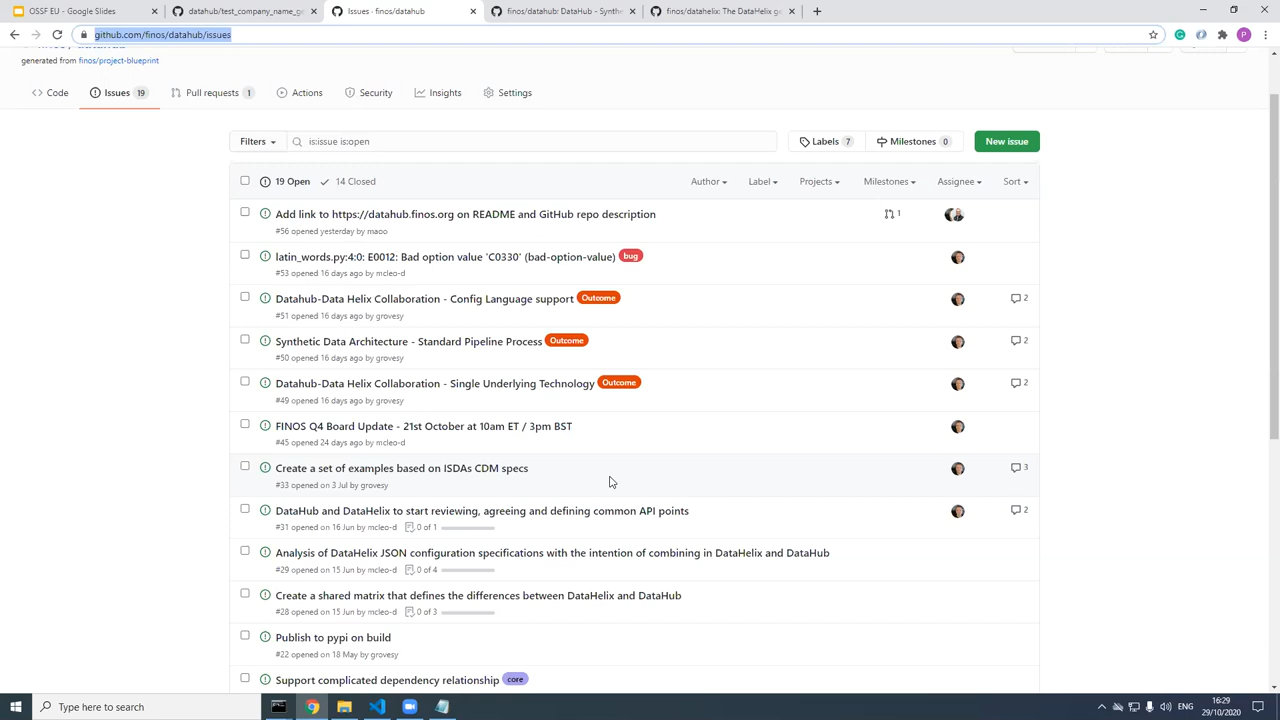 OSSF EU - Google Slides
datahub/test_company_name_ge
Issues · finos/datahub
finos/datahub: DataHub - Synthe
finos/datahelix: The DataHelix ge
github.com/finos/datahub/issues
P
generated from finos/project-blueprint
Code
Issues 19
Pull requests 1
Actions
Security
Insights
Settings
Filters
is:issue is:open
Labels 7
Milestones 0
New issue
19 Open
14 Closed
Author
Label
Projects
Milestones
Assignee
Sort
Add link to https://datahub.finos.org on README and GitHub repo description
1
#56 opened yesterday by maoo
latin_words.py:4:0: E0012: Bad option value 'C0330' (bad-option-value) bug
#53 opened 16 days ago by mcleo-d
Datahub-Data Helix Collaboration - Config Language support Outcome
2
#51 opened 16 days ago by grovesy
Synthetic Data Architecture - Standard Pipeline Process Outcome
2
#50 opened 16 days ago by grovesy
Datahub-Data Helix Collaboration - Single Underlying Technology Outcome
2
#49 opened 16 days ago by grovesy
FINOS Q4 Board Update - 21st October at 10am ET / 3pm BST
#45 opened 24 days ago by mcleo-d
Create a set of examples based on ISDAs CDM specs
3
#33 opened on 3 Jul by grovesy
DataHub and DataHelix to start reviewing, agreeing and defining common API points
2
#31 opened on 16 Jun by mcleo-d 0 of 1
Analysis of DataHelix JSON configuration specifications with the intention of combining in DataHelix and DataHub
#29 opened on 15 Jun by mcleo-d 0 of 4
Create a shared matrix that defines the differences between DataHelix and DataHub
#28 opened on 15 Jun by mcleo-d 0 of 3
Publish to pypi on build
#22 opened on 18 May by grovesy
Support complicated dependency relationship core
Type here to search
ENG
16:29
29/10/2020